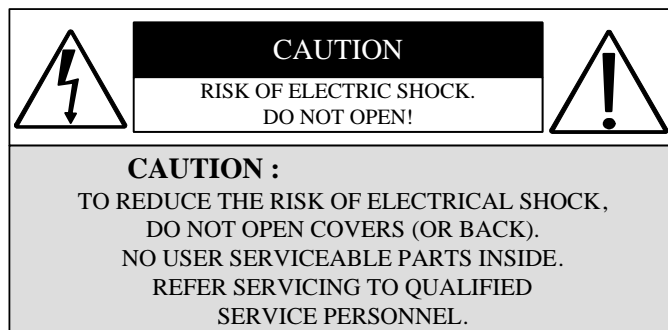 CAUTION
RISK OF ELECTRIC SHOCK.
DO NOT OPEN!
CAUTION :
TO REDUCE THE RISK OF ELECTRICAL SHOCK,
DO NOT OPEN COVERS (OR BACK).
NO USER SERVICEABLE PARTS INSIDE.
REFER SERVICING TO QUALIFIED
SERVICE PERSONNEL.